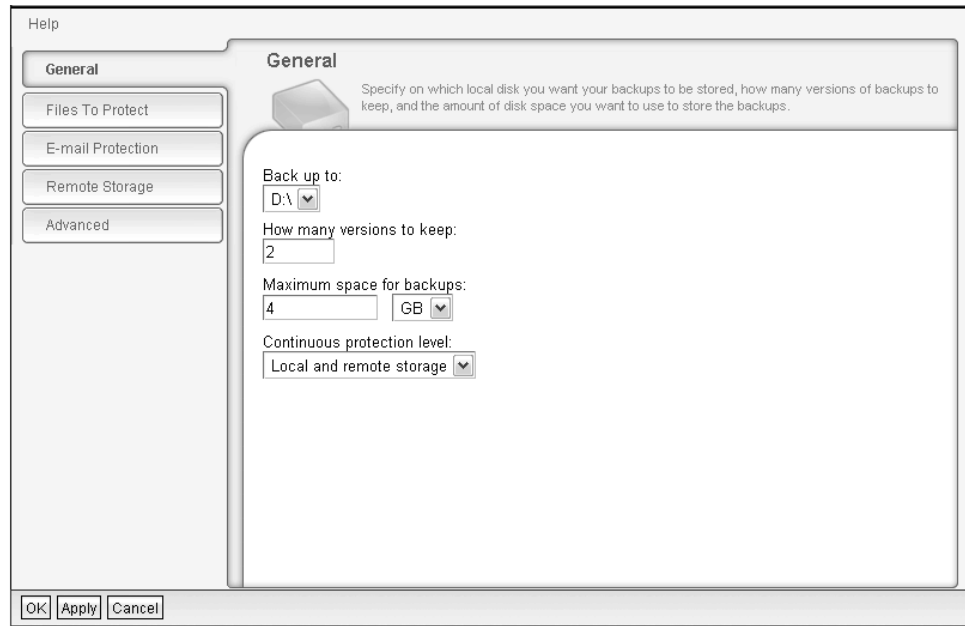 Help
General
Files To Protect
E-mail Protection
Remote Storage
Advanced
General
Specify on which local disk you want your backups to be stored, how many versions of backups to
keep, and the amount of disk space you want to use to store the backups.
Back up to:
D:\
How many versions to keep:
2
Maximum space for backups:
4 GB
Continuous protection level:
Local and remote storage
OK Apply Cancel